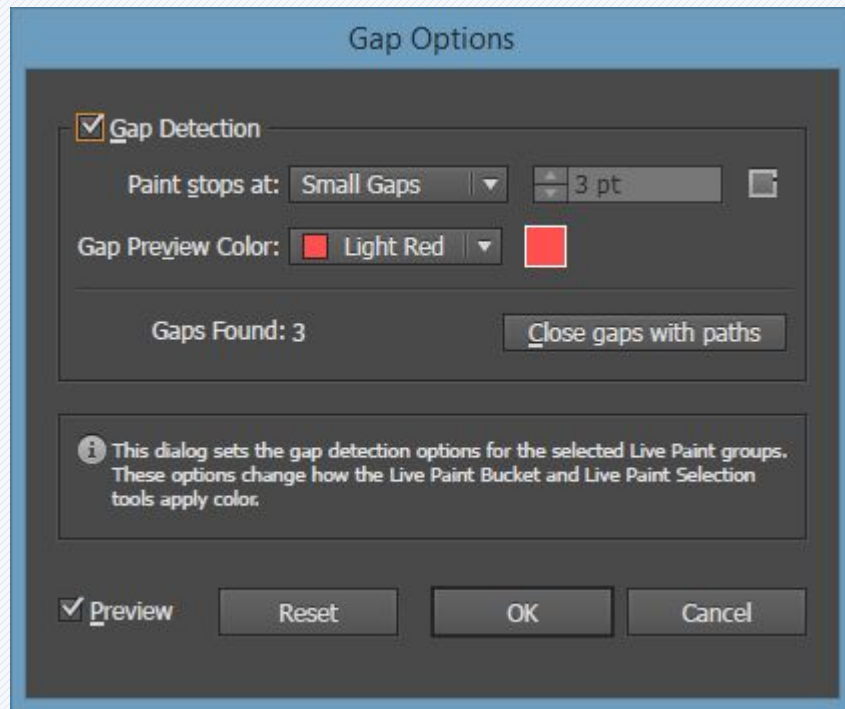 Gap Options
Gap Detection
Paint stops at: Small Gaps 3 pt
Gap Preview Color: Light Red
Gaps Found: 3 Close gaps with paths
This dialog sets the gap detection options for the selected Live Paint groups.
These options change how the Live Paint Bucket and Live Paint Selection
tools apply color.
Preview Reset OK Cancel